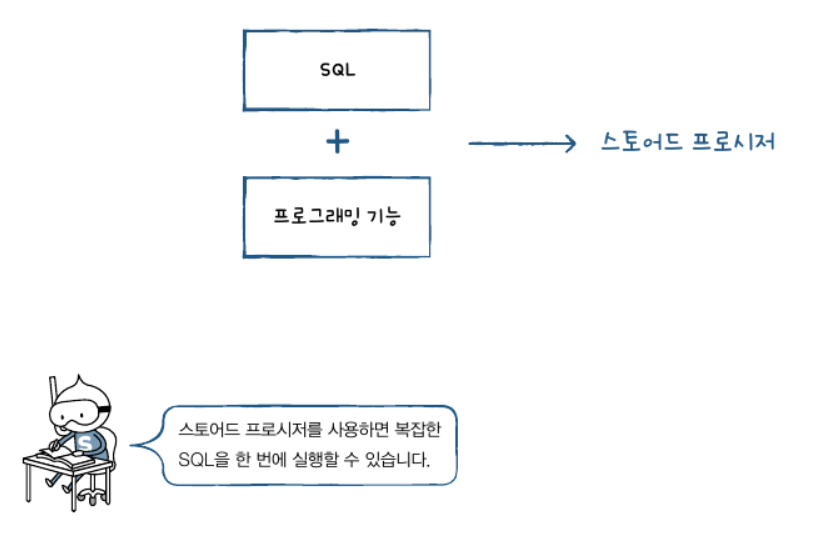 SQL
+
스토어드 프로시저
프로그래밍 기능
S
스토어드 프로시저를 사용하면 복잡한
SQL을 한 번에 실행할 수 있습니다.